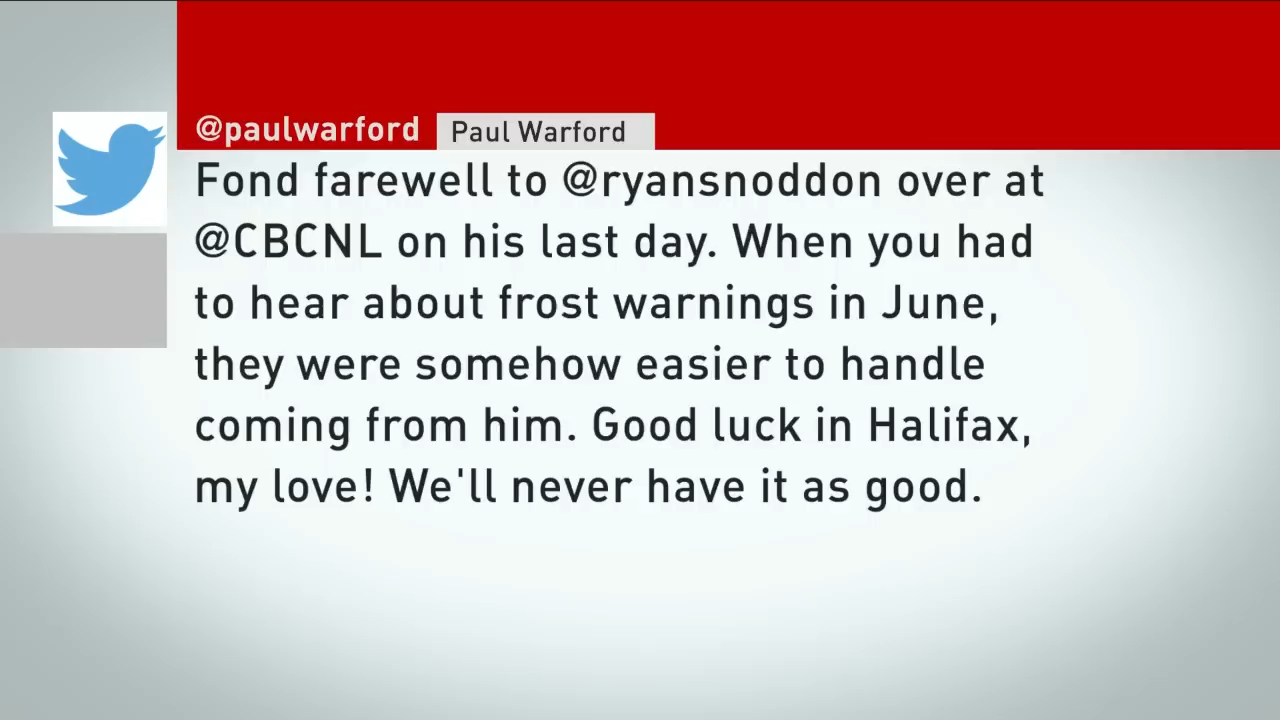 @paulwarford Paul Warford
Fond farewell to @ryansnoddon over at
@CBCNL on his last day. When you had
to hear about frost warnings in June,
they were somehow easier to handle
coming from him. Good luck in Halifax,
my love! We'll never have it as good.